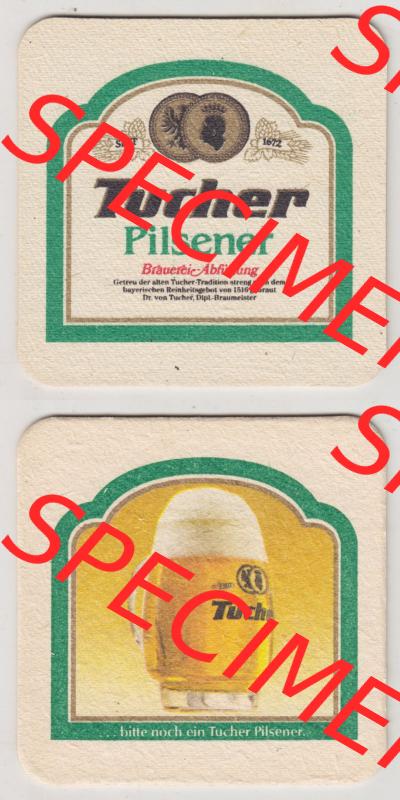 SEIT 1672
Tucher
Pilsener
Brauerei-Abfüllung
Getreu der alten Tucher-Tradition streng nach dem
bayerischen Reinheitsgebot von 1516 gebraut
Dr. von Tucher, Dipl.-Braumeister
SPECIMEN
Tucher
...bitte noch ein Tucher Pilsener.
SPECIMEN